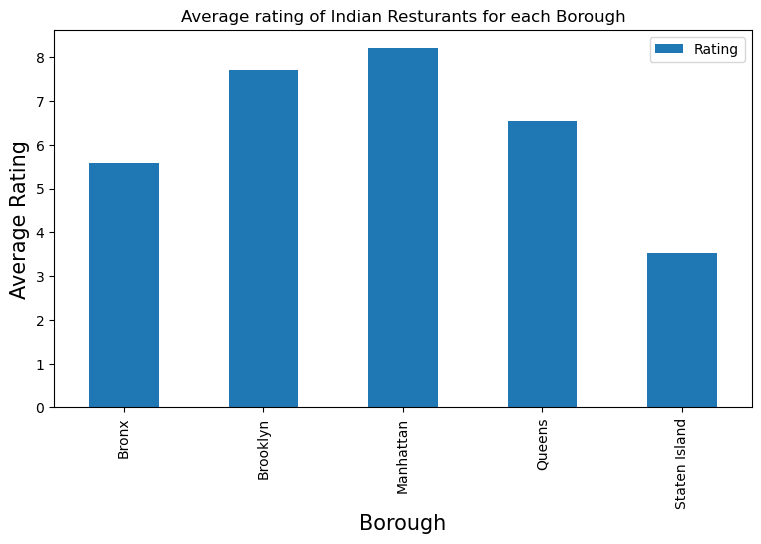 Average rating of Indian Resturants for each Borough
Rating
Average Rating
8
7
6
5
4
3
2
1
0
Bronx
Brooklyn
Manhattan
Queens
Staten Island
Borough